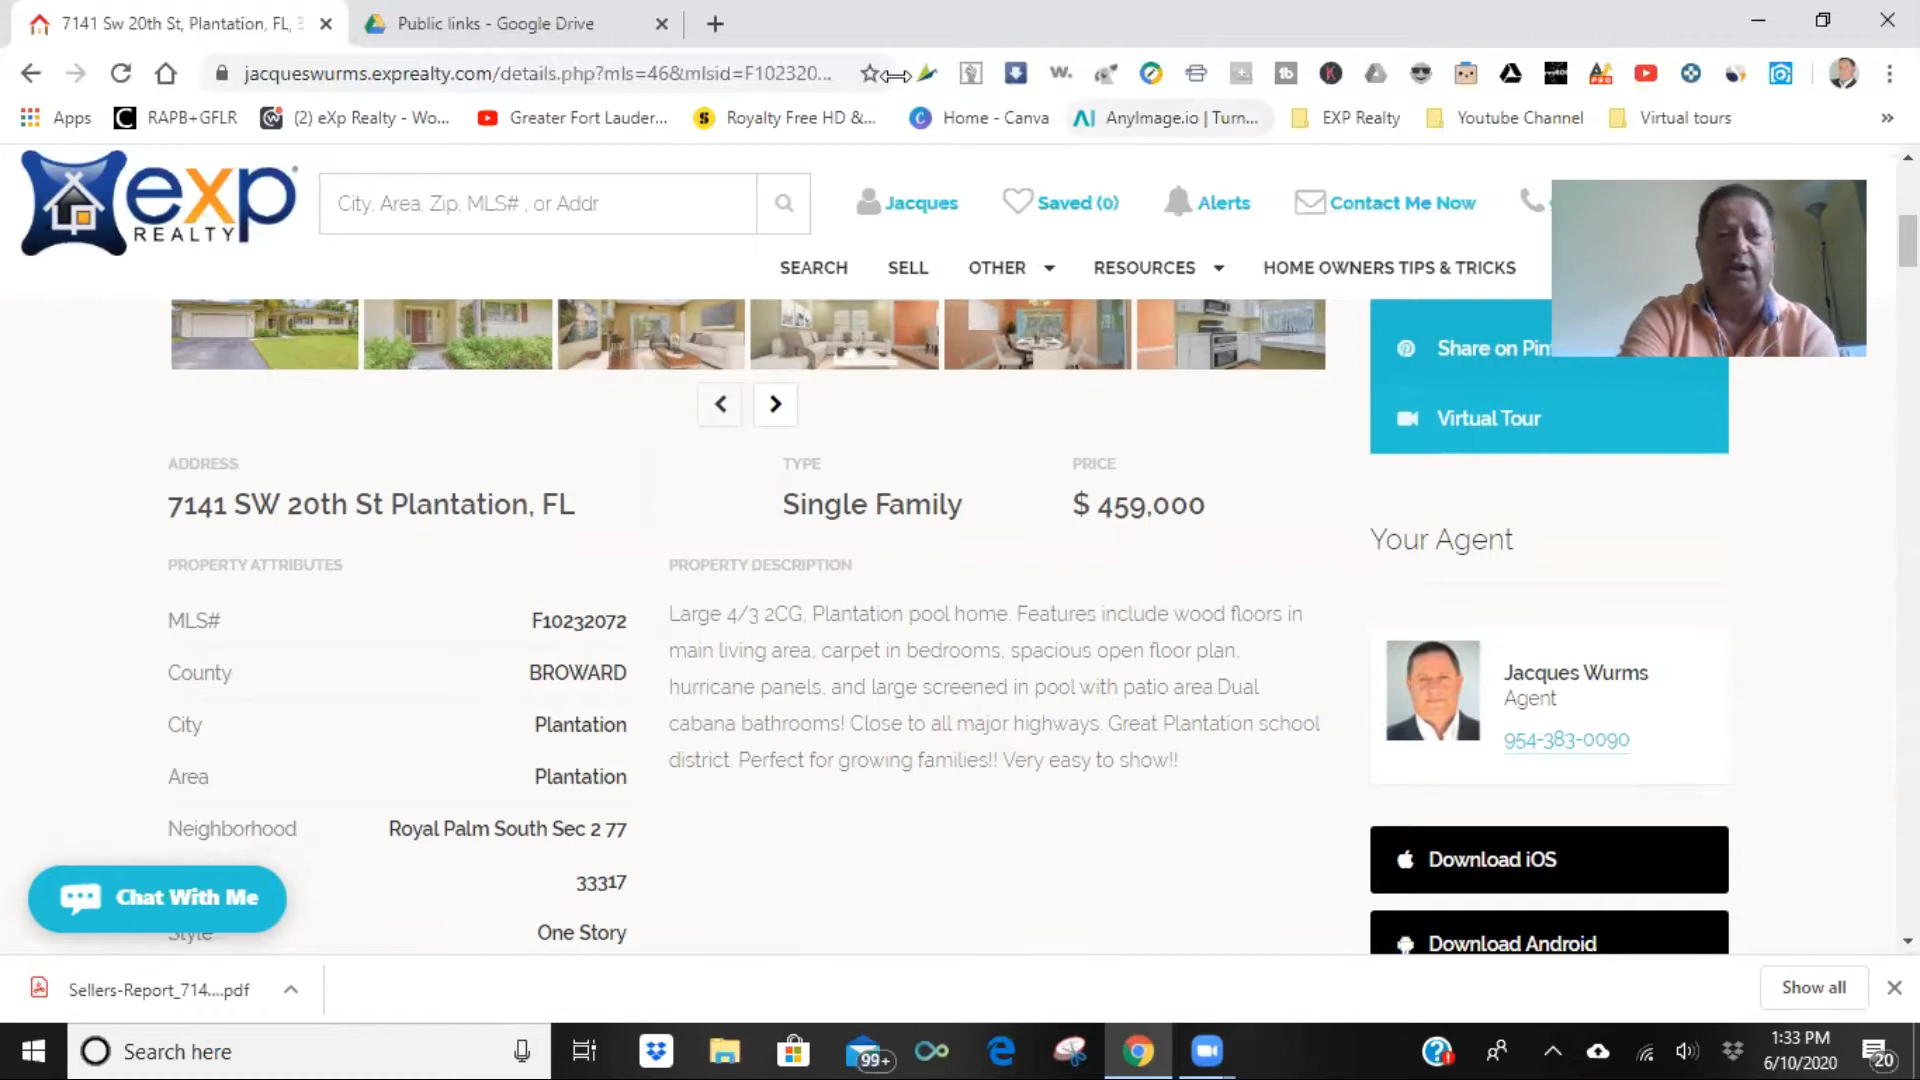 7141 Sw 20th St, Plantation, FL, 3
Public links - Google Drive
jacqueswurms.exprealty.com/details.php?mls=46&mlsid=F102320...
Apps
RAPB+GFLR
(2) eXp Realty - Wo...
Greater Fort Lauder...
Royalty Free HD &...
Home - Canva
AnyImage.io | Turn...
EXP Realty
Youtube Channel
Virtual tours
exp
REALTY
City, Area, Zip, MLS# , or Addr
Jacques
Saved (0)
Alerts
Contact Me Now
SEARCH
SELL
OTHER
RESOURCES
HOME OWNERS TIPS & TRICKS
Share on Pin
Virtual Tour
ADDRESS
7141 SW 20th St Plantation, FL
TYPE
Single Family
PRICE
$ 459,000
PROPERTY ATTRIBUTES
MLS# F10232072
County BROWARD
City Plantation
Area Plantation
Neighborhood Royal Palm South Sec 2 77
33317
Style One Story
PROPERTY DESCRIPTION
Large 4/3 2CG, Plantation pool home. Features include wood floors in
main living area, carpet in bedrooms, spacious open floor plan,
hurricane panels, and large screened in pool with patio area.Dual
cabana bathrooms! Close to all major highways. Great Plantation school
district. Perfect for growing families!! Very easy to show!!
Your Agent
Jacques Wurms
Agent
954-383-0090
Download iOS
Download Android
Chat With Me
Sellers-Report_714....pdf
Show all
Search here
99+
1:33 PM
6/10/2020
20